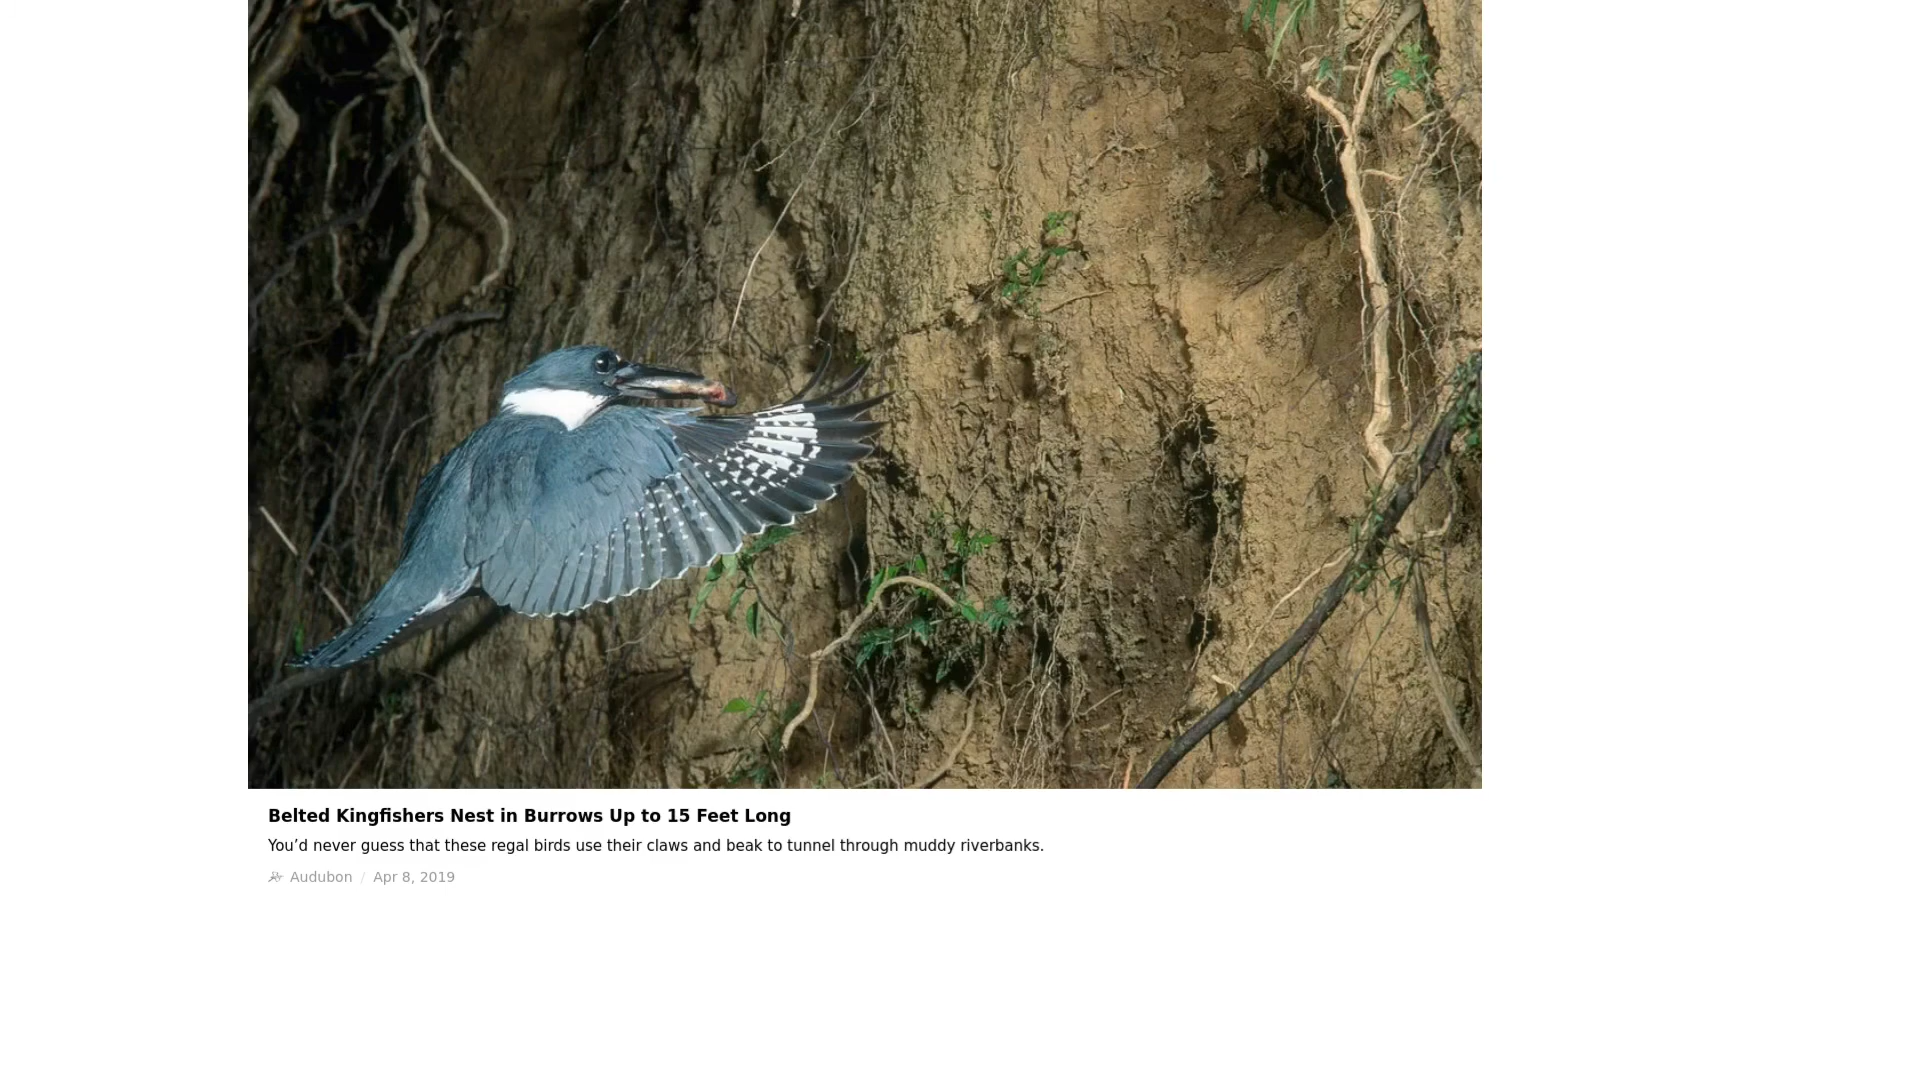 Belted Kingfishers Nest in Burrows Up to 15 Feet Long
You’d never guess that these regal birds use their claws and beak to tunnel through muddy riverbanks.
Audubon / Apr 8, 2019